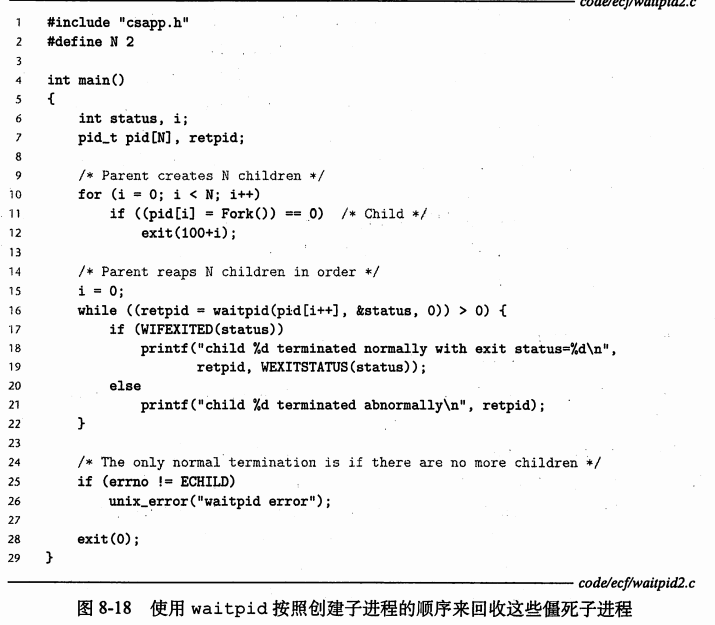 code/ecf/waitpid2.c
1 #include "csapp.h"
2 #define N 2
3
4 int main()
5 {
6     int status, i;
7     pid_t pid[N], retpid;
8
9     /* Parent creates N children */
10     for (i = 0; i < N; i++)
11         if ((pid[i] = Fork()) == 0)  /* Child */
12             exit(100+i);
13
14     /* Parent reaps N children in order */
15     i = 0;
16     while ((retpid = waitpid(pid[i++], &status, 0)) > 0) {
17         if (WIFEXITED(status))
18             printf("child %d terminated normally with exit status=%d\n",
19                    retpid, WEXITSTATUS(status));
20         else
21             printf("child %d terminated abnormally\n", retpid);
22     }
23
24     /* The only normal termination is if there are no more children */
25     if (errno != ECHILD)
26         unix_error("waitpid error");
27
28     exit(0);
29 }
code/ecf/waitpid2.c
图 8-18 使用 waitpid 按照创建子进程的顺序来回收这些僵死子进程